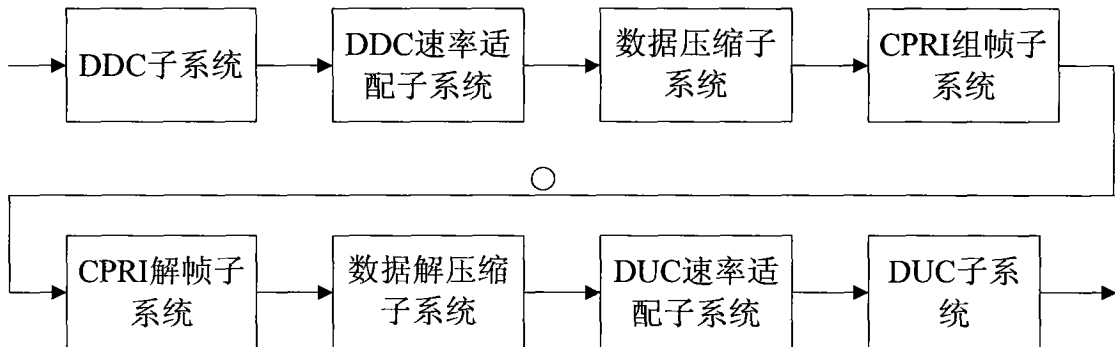 DDC子系统
DDC速率适
配子系统
数据压缩子
系统
CPRI组帧子
系统
CPRI解帧子
系统
数据解压缩
子系统
DUC速率适
配子系统
DUC子系
统